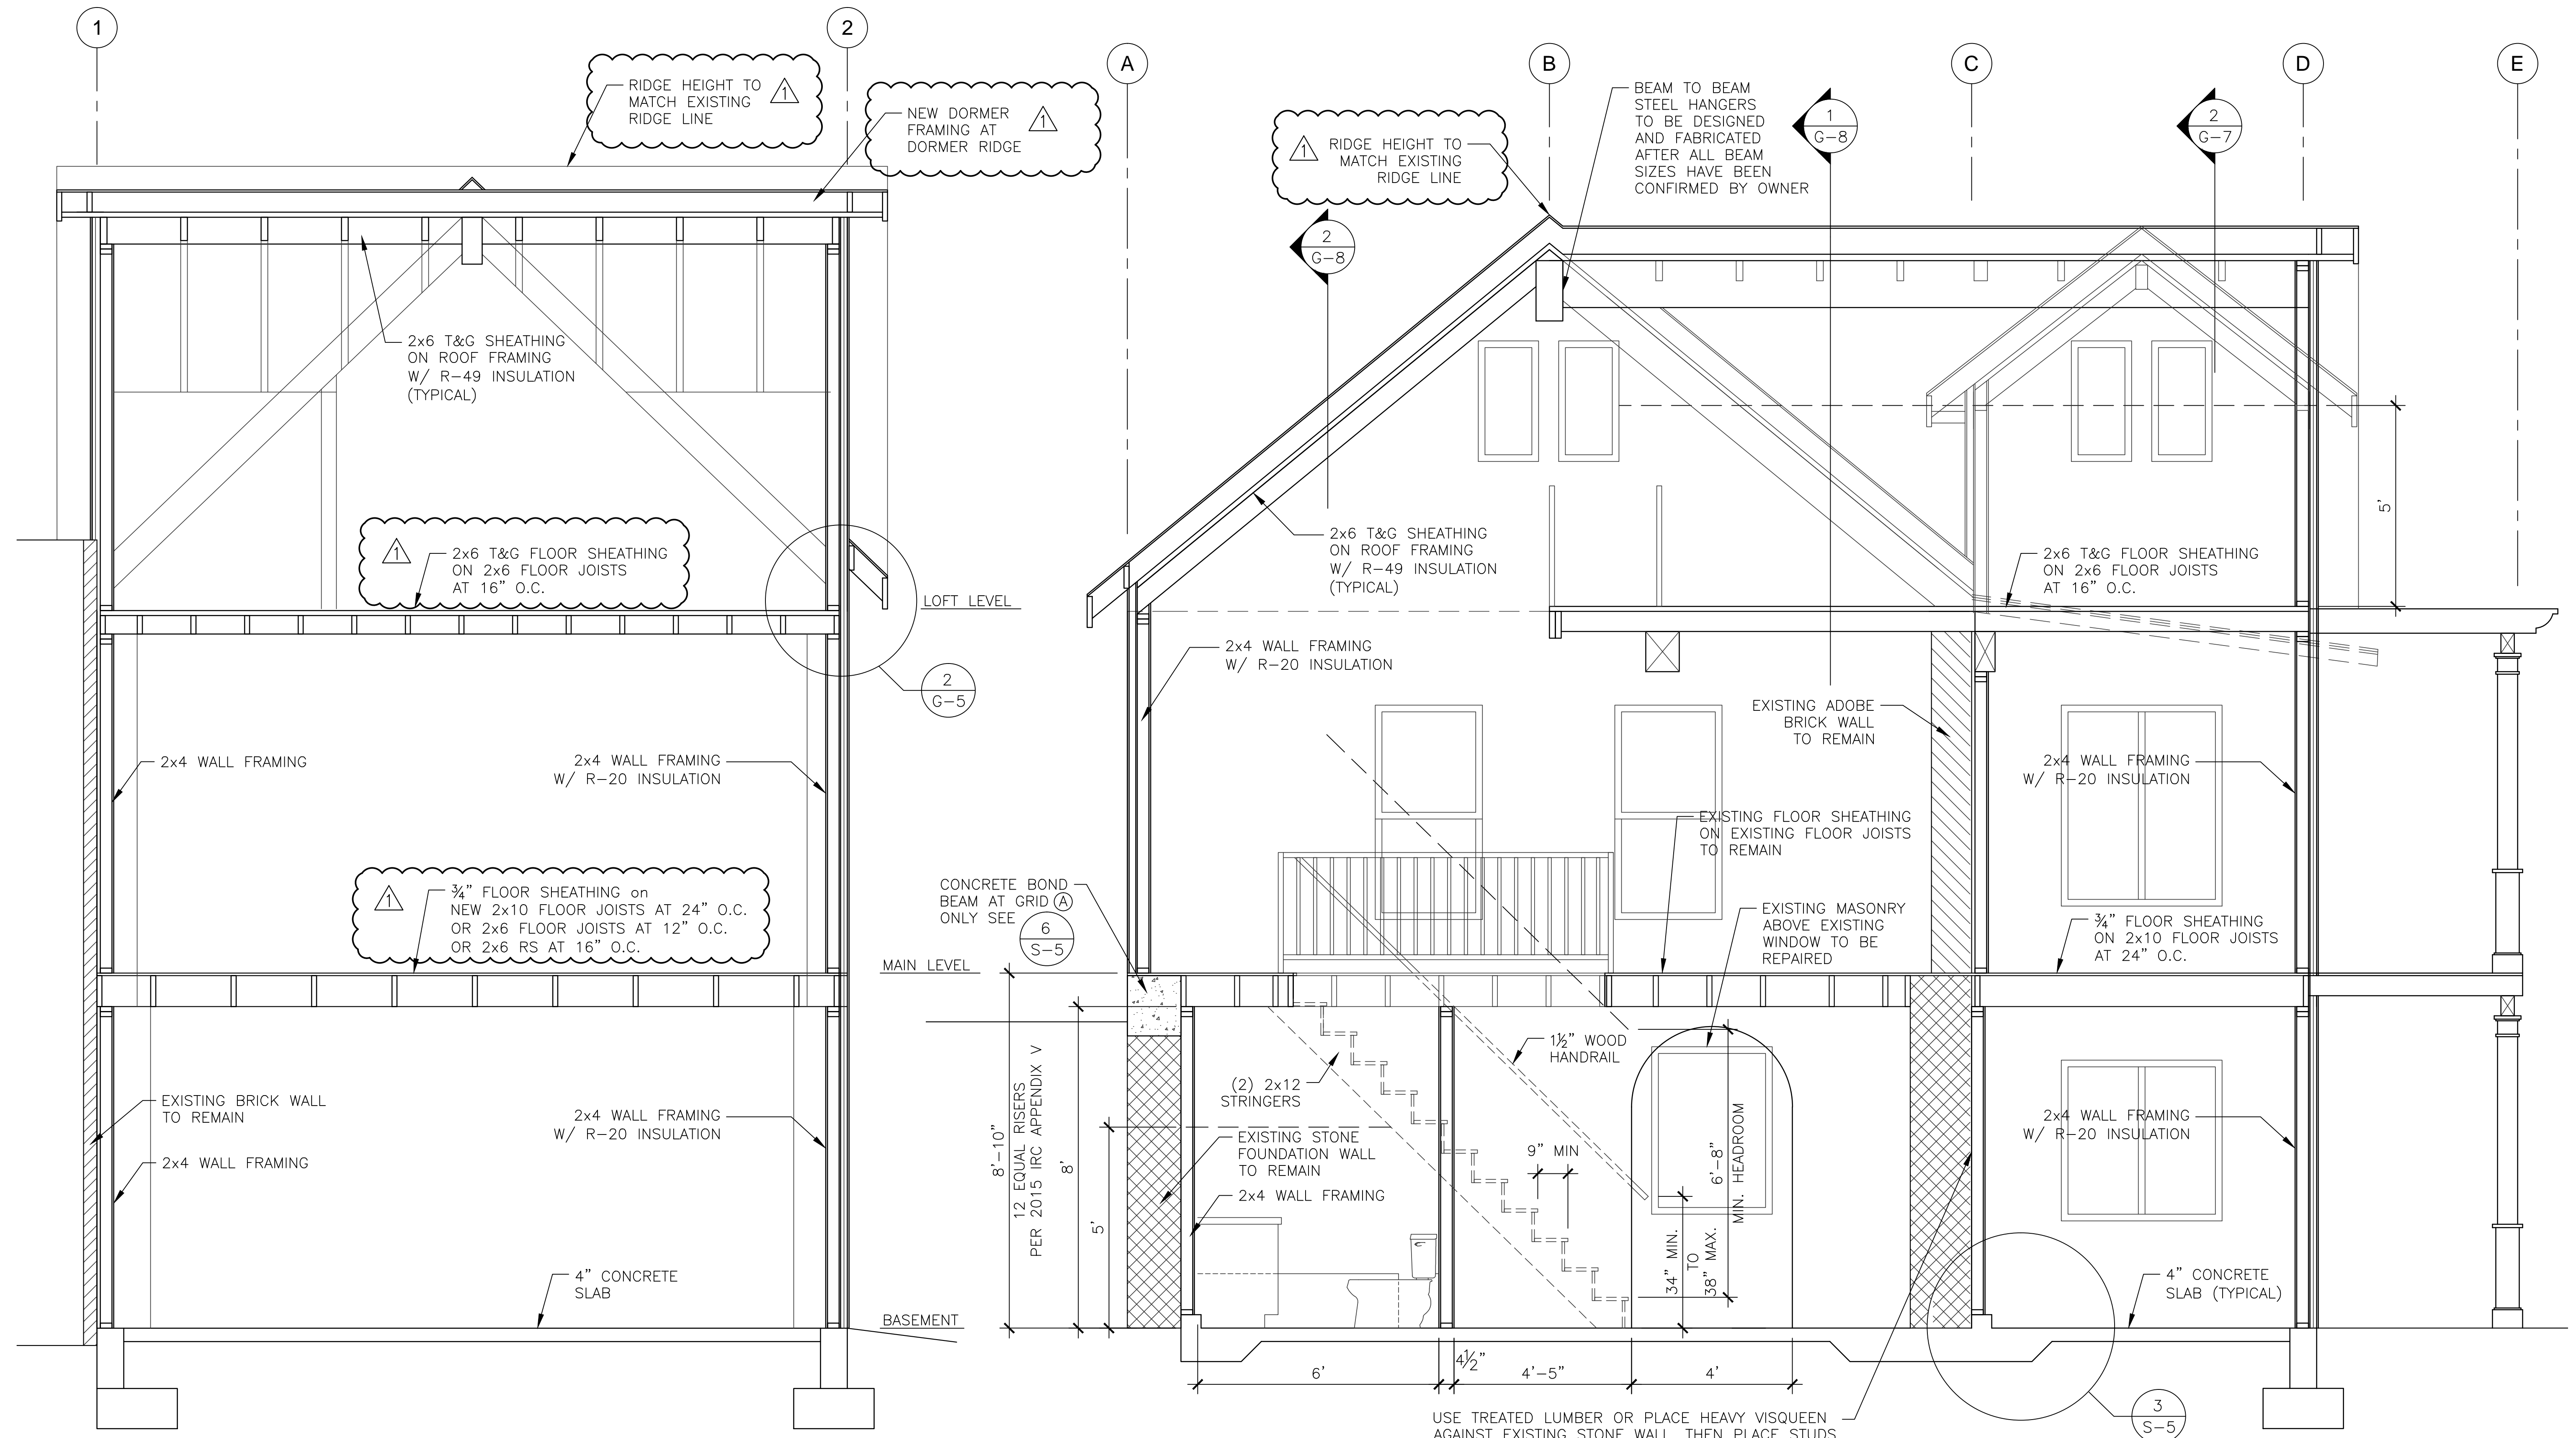 1
2
A
B
C
D
E
RIDGE HEIGHT TO
MATCH EXISTING
RIDGE LINE
1
NEW DORMER
FRAMING AT
DORMER RIDGE
1
1
RIDGE HEIGHT TO
MATCH EXISTING
RIDGE LINE
BEAM TO BEAM
STEEL HANGERS
TO BE DESIGNED
AND FABRICATED
AFTER ALL BEAM
SIZES HAVE BEEN
CONFIRMED BY OWNER
1
G-8
2
G-7
2
G-8
2x6 T&G SHEATHING
ON ROOF FRAMING
W/ R-49 INSULATION
(TYPICAL)
1
2x6 T&G FLOOR SHEATHING
ON 2x6 FLOOR JOISTS
AT 16" O.C.
LOFT LEVEL
2
G-5
2x6 T&G SHEATHING
ON ROOF FRAMING
W/ R-49 INSULATION
(TYPICAL)
5'
2x6 T&G FLOOR SHEATHING
ON 2x6 FLOOR JOISTS
AT 16" O.C.
2x4 WALL FRAMING
W/ R-20 INSULATION
EXISTING ADOBE
BRICK WALL
TO REMAIN
2x4 WALL FRAMING
2x4 WALL FRAMING
W/ R-20 INSULATION
2x4 WALL FRAMING
W/ R-20 INSULATION
EXISTING FLOOR SHEATHING
ON EXISTING FLOOR JOISTS
TO REMAIN
1
¾" FLOOR SHEATHING on
NEW 2x10 FLOOR JOISTS AT 24" O.C.
OR 2x6 FLOOR JOISTS AT 12" O.C.
OR 2x6 RS AT 16" O.C.
CONCRETE BOND
BEAM AT GRID A
ONLY SEE
6
S-5
EXISTING MASONRY
ABOVE EXISTING
WINDOW TO BE
REPAIRED
¾" FLOOR SHEATHING
ON 2x10 FLOOR JOISTS
AT 24" O.C.
MAIN LEVEL
8'-10"
12 EQUAL RISERS
PER 2015 IRC APPENDIX V
8'
5'
(2) 2x12
STRINGERS
1½" WOOD
HANDRAIL
EXISTING STONE
FOUNDATION WALL
TO REMAIN
2x4 WALL FRAMING
9" MIN
34" MIN.
TO
38" MAX.
6'-8"
MIN. HEADROOM
EXISTING BRICK WALL
TO REMAIN
2x4 WALL FRAMING
2x4 WALL FRAMING
W/ R-20 INSULATION
2x4 WALL FRAMING
W/ R-20 INSULATION
4" CONCRETE
SLAB
BASEMENT
4" CONCRETE
SLAB (TYPICAL)
6'
4½"
4'-5"
4'
3
S-5
USE TREATED LUMBER OR PLACE HEAVY VISQUEEN
AGAINST EXISTING STONE WALL, THEN PLACE STUDS